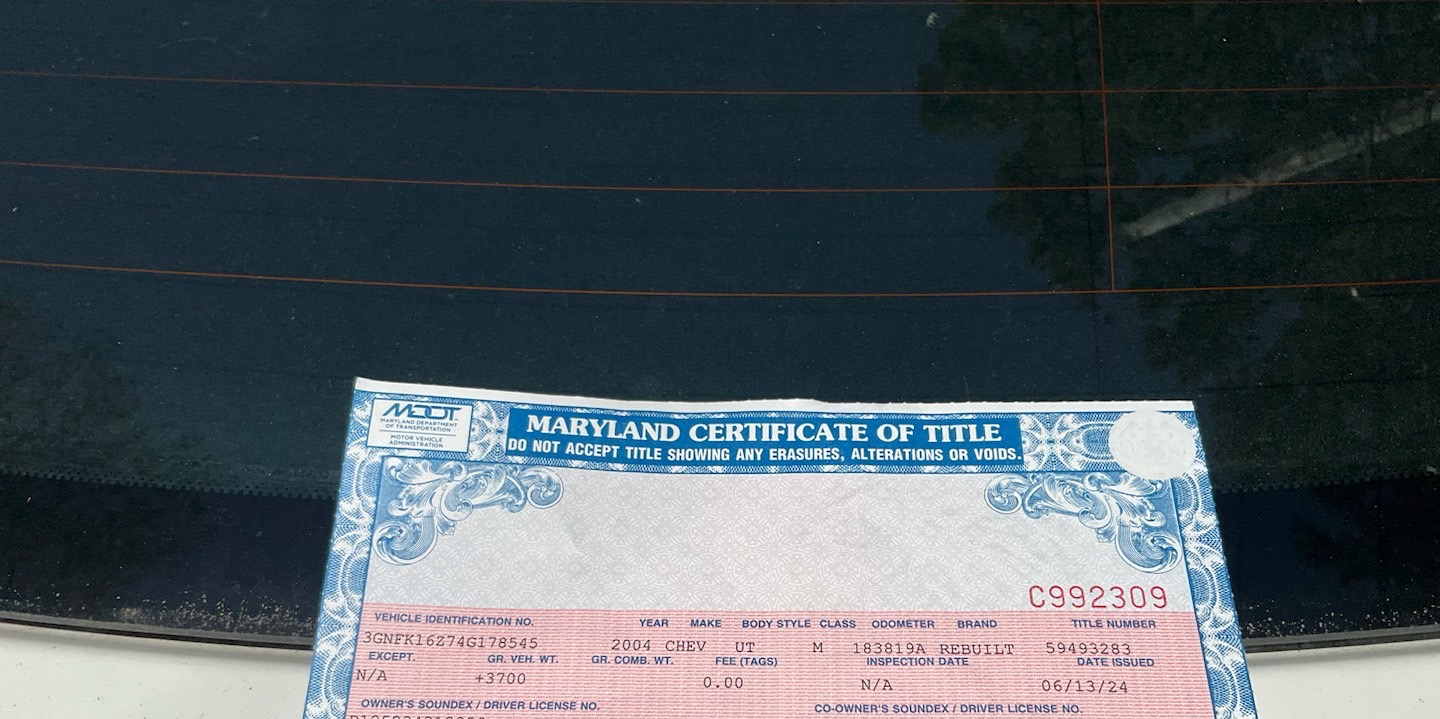 MDOT
MARYLAND DEPARTMENT
OF TRANSPORTATION
MOTOR VEHICLE
ADMINISTRATION
MARYLAND CERTIFICATE OF TITLE
DO NOT ACCEPT TITLE SHOWING ANY ERASURES, ALTERATIONS OR VOIDS.
C992309
VEHICLE IDENTIFICATION NO. YEAR MAKE BODY STYLE CLASS ODOMETER BRAND TITLE NUMBER
3GNFK16Z74G178545 2004 CHEV UT M 183819A REBUILT 59493283
EXCEPT. GR. VEH. WT. GR. COMB. WT. FEE (TAGS) INSPECTION DATE DATE ISSUED
N/A +3700 0.00 N/A 06/13/24
OWNER'S SOUNDEX / DRIVER LICENSE NO. CO-OWNER'S SOUNDEX / DRIVER LICENSE NO.